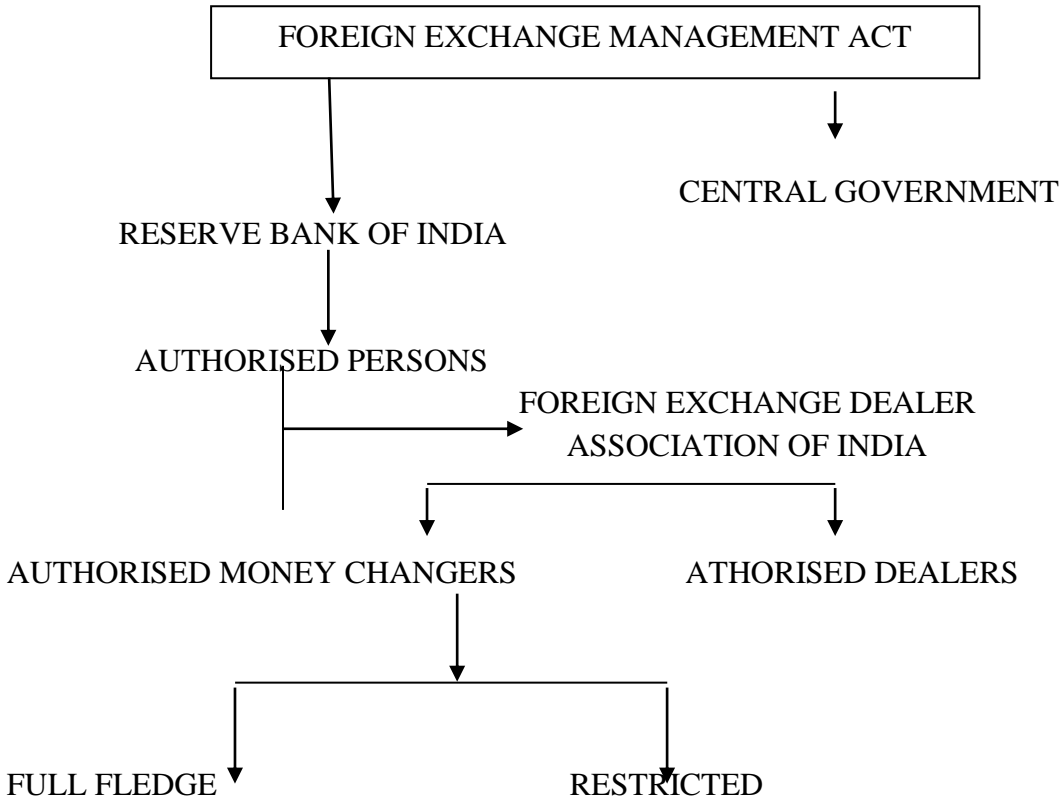 FOREIGN EXCHANGE MANAGEMENT ACT
CENTRAL GOVERNMENT
RESERVE BANK OF INDIA
AUTHORISED PERSONS
FOREIGN EXCHANGE DEALER
ASSOCIATION OF INDIA
AUTHORISED MONEY CHANGERS
ATHORISED DEALERS
FULL FLEDGE
RESTRICTED